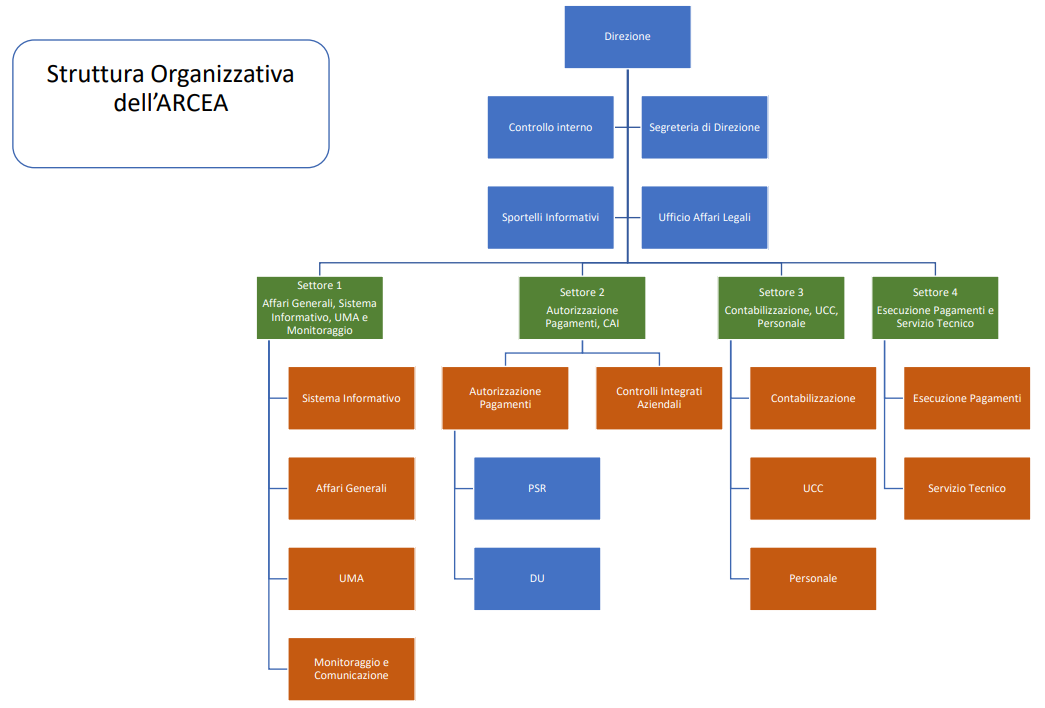 Struttura Organizzativa
dell’ARCEA
Direzione
Controllo interno
Segreteria di Direzione
Sportelli Informativi
Ufficio Affari Legali
Settore 1
Affari Generali, Sistema
Informativo, UMA e
Monitoraggio
Settore 2
Autorizzazione
Pagamenti, CAI
Settore 3
Contabilizzazione, UCC,
Personale
Settore 4
Esecuzione Pagamenti e
Servizio Tecnico
Sistema Informativo
Autorizzazione
Pagamenti
Controlli Integrati
Aziendali
Contabilizzazione
Esecuzione Pagamenti
Affari Generali
PSR
UCC
Servizio Tecnico
UMA
DU
Personale
Monitoraggio e
Comunicazione